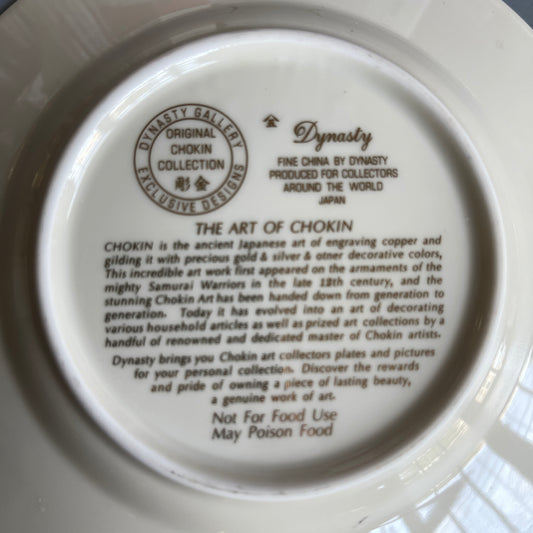 DYNASTY GALLERY
ORIGINAL
CHOKIN
COLLECTION
彫金
EXCLUSIVE DESIGNS
Dynasty
FINE CHINA BY DYNASTY
PRODUCED FOR COLLECTORS
AROUND THE WORLD
JAPAN
THE ART OF CHOKIN
CHOKIN is the ancient Japanese art of engraving copper and
gilding it with precious gold & silver & otner decorative colors,
This incredible art work first appeared on the armaments of the
mighty Samurai Warriors in the late 12th century, and the
stunning Chokin Art has been handed down from generation to
generation. Today it has evolved into an art of decorating
various household articles as well as prized art collections by a
handful of renowned and dedicated master of Chokin artists.
Dynasty brings you Chokin art collectors plates and pictures
for your personal collection. Discover the rewards
and pride of owning a piece of lasting beauty,
a genuine work of art.
Not For Food Use
May Poison Food